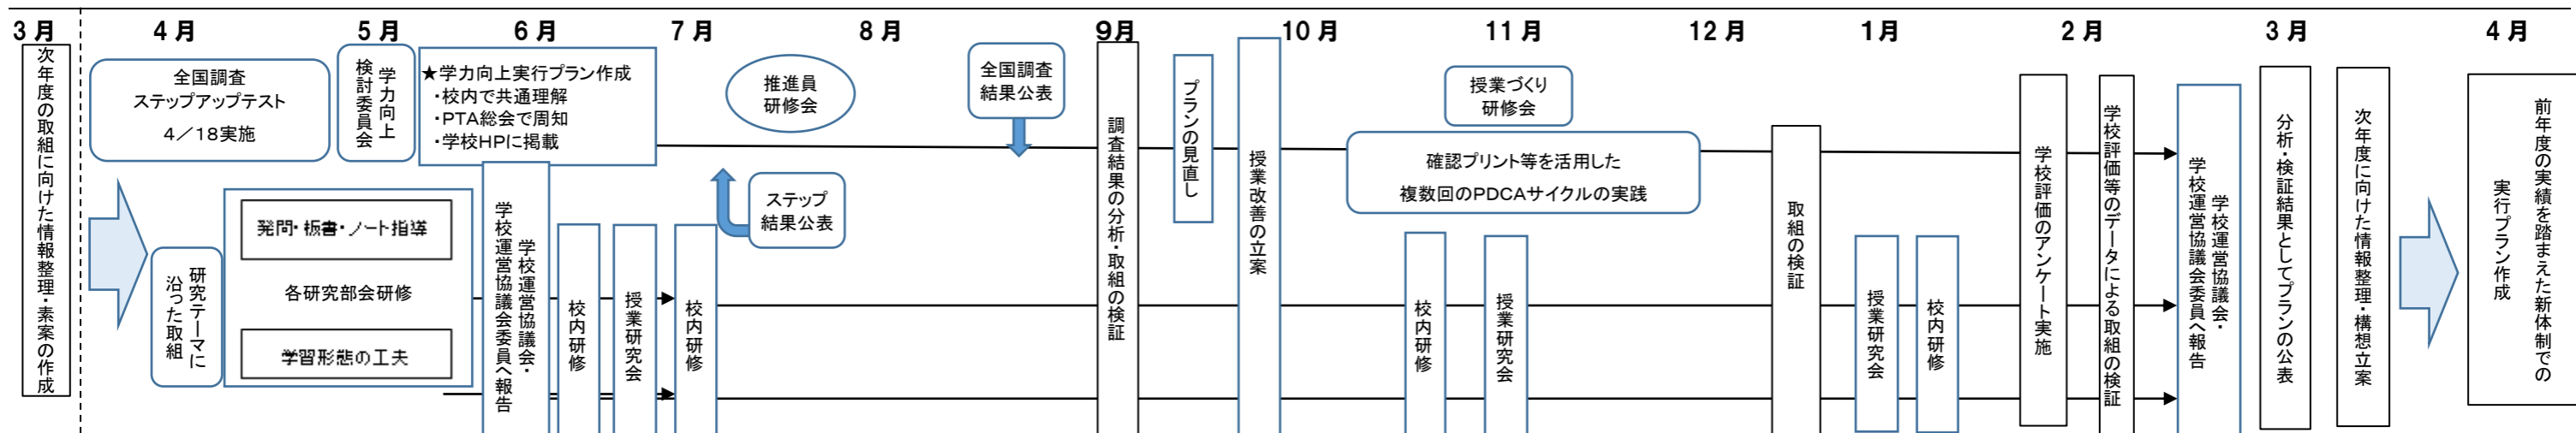 3月
4月
5月
6月
7月
8月
9月
10月
11月
12月
1月
2月
3月
4月
次年度の取組に向けた情報整理・素案の作成
全国調査
ステップアップテスト
4／18実施
学力向上
検討委員会
★学力向上実行プラン作成
・校内で共通理解
・PTA総会で周知
・学校HPに掲載
研究テーマに
沿った取組
発問・板書・ノート指導
各研究部会研修
学習形態の工夫
学校運営協議会・
学校運営協議会委員へ報告
校内研修
授業研究会
校内研修
推進員
研修会
ステップ
結果公表
全国調査
結果公表
調査結果の分析・取組の検証
プランの見直し
授業改善の立案
授業づくり
研修会
確認プリント等を活用した
複数回のPDCAサイクルの実践
校内研修
授業研究会
取組の検証
授業研究会
校内研修
学校評価のアンケート実施
学校評価等のデータによる取組の検証
学校運営協議会・
学校運営協議会委員へ報告
分析・検証結果としてプランの公表
次年度に向けた情報整理・構想立案
前年度の実績を踏まえた新体制での
実行プラン作成